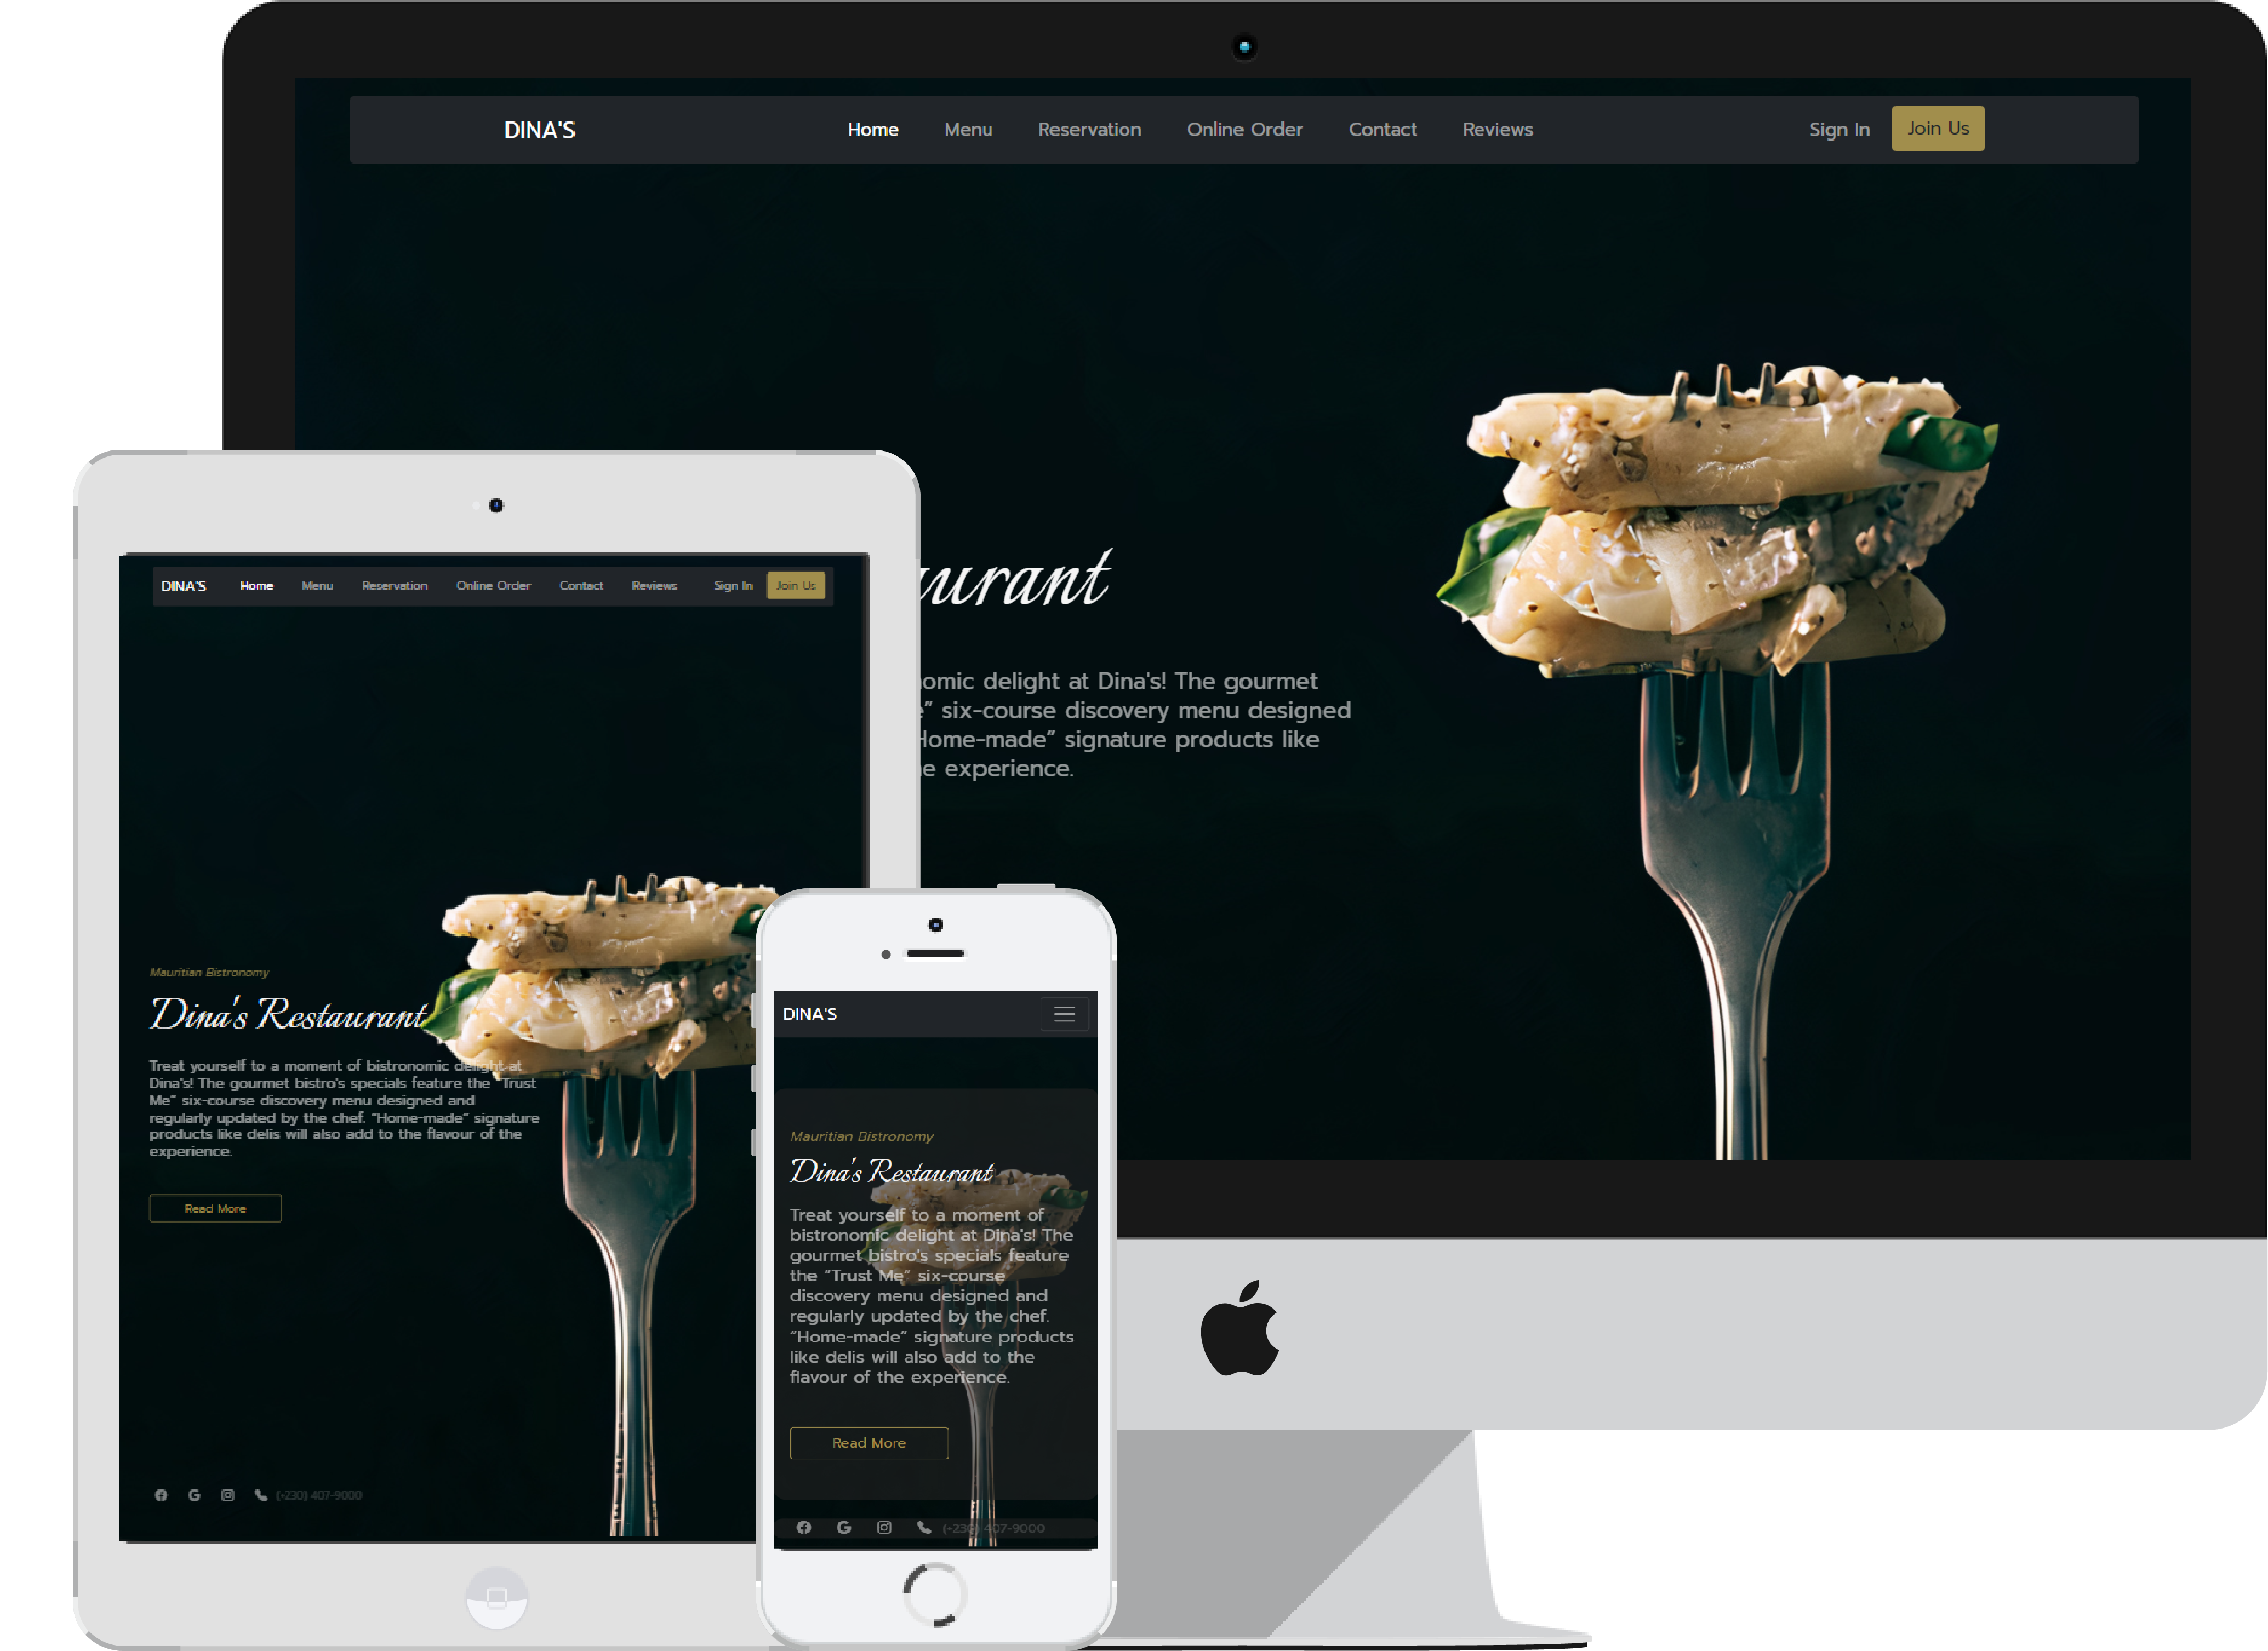 DINA'S
Home Menu Reservation Online Order Contact Reviews
Sign In Join Us
urant
omic delight at Dina's! The gourmet
e” six-course discovery menu designed
Home-made” signature products like
e experience.
DINA'S Home Menu Reservation Online Order Contact Reviews Sign In Join Us
Mauritian Bistronomy
Dina's Restaurant
Treat yourself to a moment of bistronomic delight at
Dina's! The gourmet bistro's specials feature the “Trust
Me” six-course discovery menu designed and
regularly updated by the chef. “Home-made” signature
products like delis will also add to the flavour of the
experience.
Read More
(+230) 407-9000
DINA'S
Mauritian Bistronomy
Dina's Restaurant
Treat yourself to a moment of
bistronomic delight at Dina's! The
gourmet bistro's specials feature
the “Trust Me” six-course
discovery menu designed and
regularly updated by the chef.
“Home-made” signature products
like delis will also add to the
flavour of the experience.
Read More
(+230) 407-9000